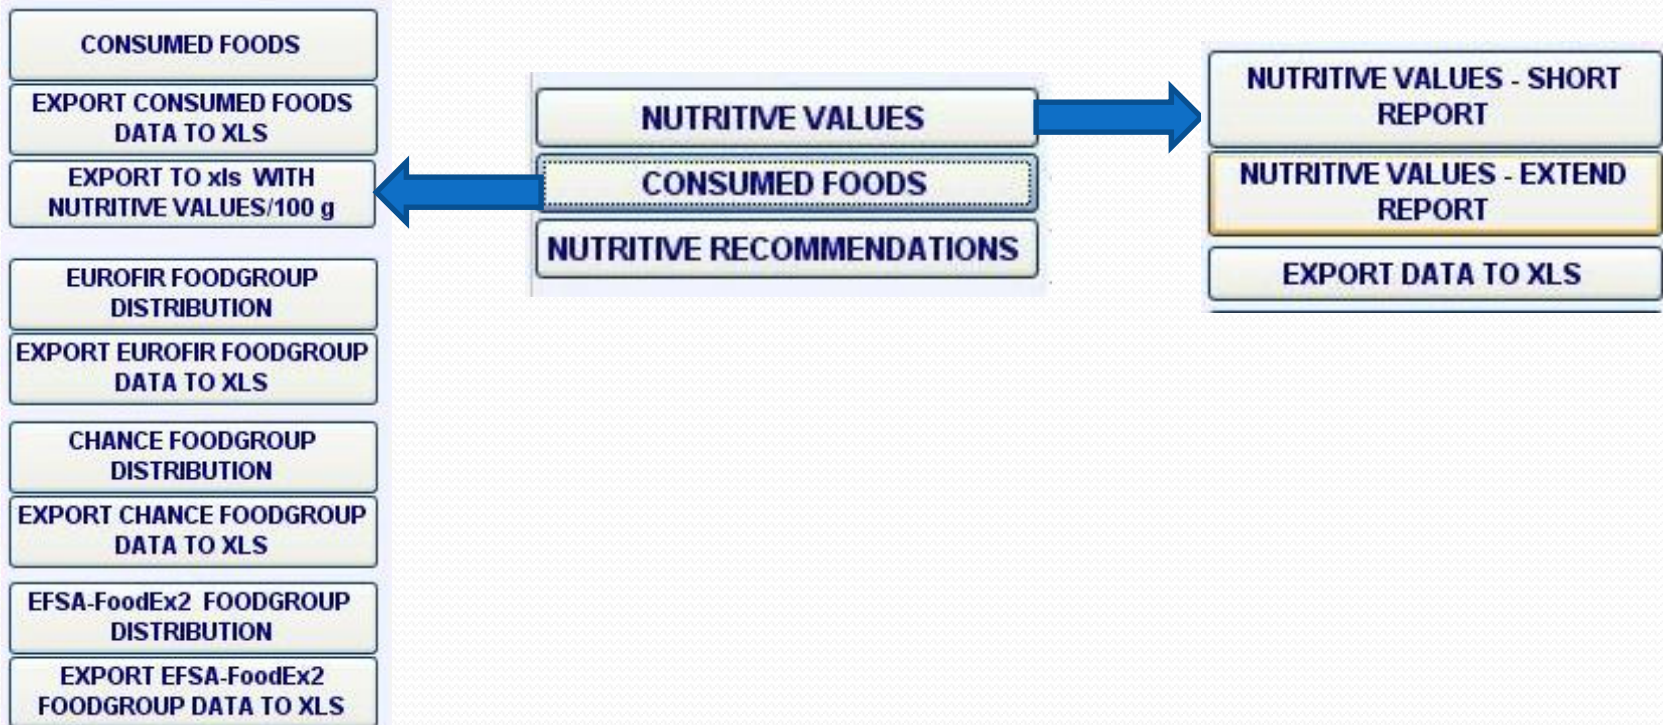 CONSUMED FOODS
EXPORT CONSUMED FOODS
DATA TO XLS
EXPORT TO xls WITH
NUTRITIVE VALUES/100 g
EUROFIR FOODGROUP
DISTRIBUTION
EXPORT EUROFIR FOODGROUP
DATA TO XLS
CHANCE FOODGROUP
DISTRIBUTION
EXPORT CHANCE FOODGROUP
DATA TO XLS
EFSA-FoodEx2 FOODGROUP
DISTRIBUTION
EXPORT EFSA-FoodEx2
FOODGROUP DATA TO XLS
NUTRITIVE VALUES
CONSUMED FOODS
NUTRITIVE RECOMMENDATIONS
NUTRITIVE VALUES - SHORT
REPORT
NUTRITIVE VALUES - EXTEND
REPORT
EXPORT DATA TO XLS